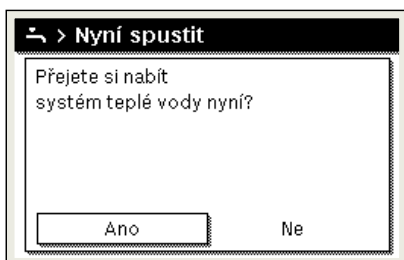 > Nyní spustit
Přejete si nabít
systém teplé vody nyní?
Ano Ne